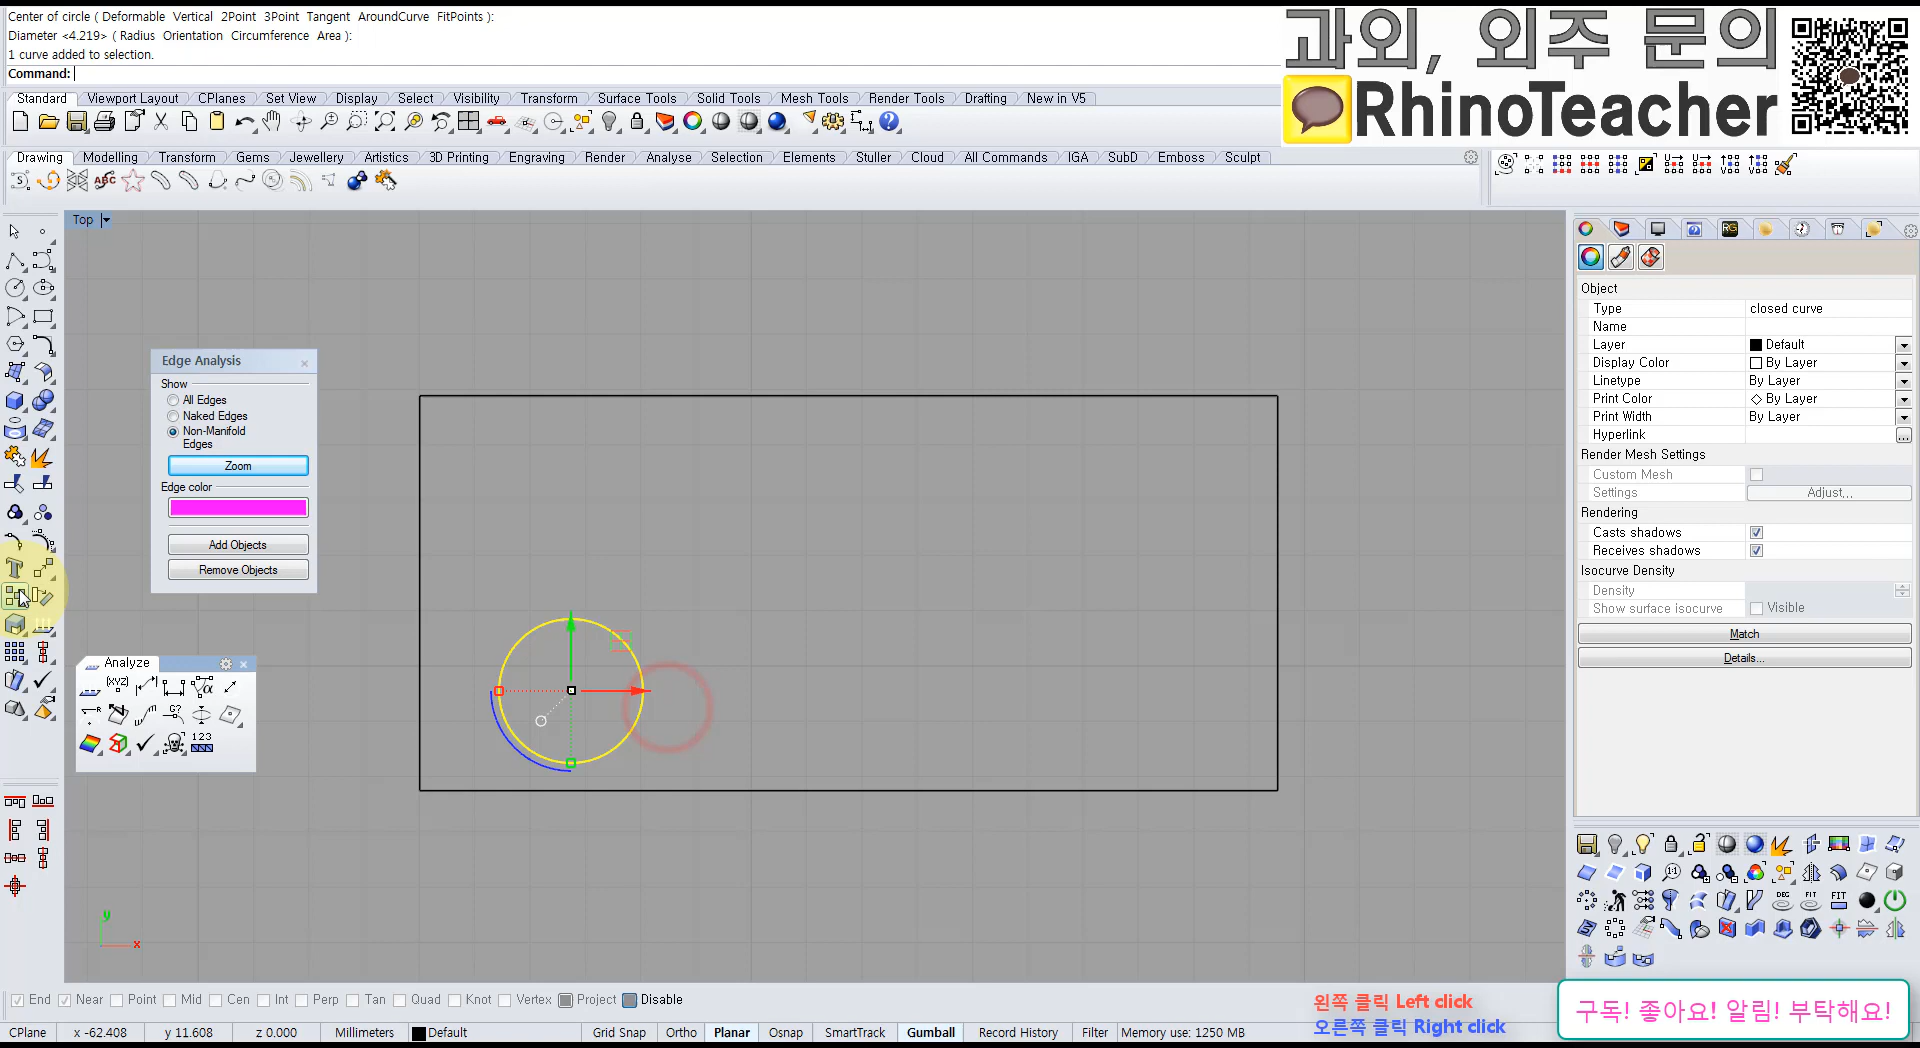 Center of circle ( Deformable Vertical 2Point 3Point Tangent AroundCurve FitPoints ):
Diameter <4.219> ( Radius Orientation Circumference Area ):
1 curve added to selection.
Command:
과외, 외주 문의
RhinoTeacher
Standard Viewport Layout CPlanes Set View Display Select Visibility Transform Surface Tools Solid Tools Mesh Tools Render Tools Drafting New in V5
Drawing Modelling Transform Gems Jewellery Artistics 3D Printing Engraving Render Analyse Selection Elements Stuller Cloud All Commands IGA SubD Emboss Sculpt
Top
Edge Analysis
Show
All Edges
Naked Edges
Non-Manifold
Edges
Zoom
Edge color
Add Objects
Remove Objects
Analyze
Object
Type closed curve
Name
Layer Default
Display Color By Layer
Linetype By Layer
Print Color By Layer
Print Width By Layer
Hyperlink ...
Render Mesh Settings
Custom Mesh
Settings Adjust...
Rendering
Casts shadows
Receives shadows
Isocurve Density
Density
Show surface isocurve Visible
Match
Details...
y
x
End Near Point Mid Cen Int Perp Tan Quad Knot Vertex Project Disable
왼쪽 클릭 Left click
오른쪽 클릭 Right click
구독! 좋아요! 알림! 부탁해요!
CPlane x -62.408 y 11.608 z 0.000 Millimeters Default Grid Snap Ortho Planar Osnap SmartTrack Gumball Record History Filter Memory use: 1250 MB